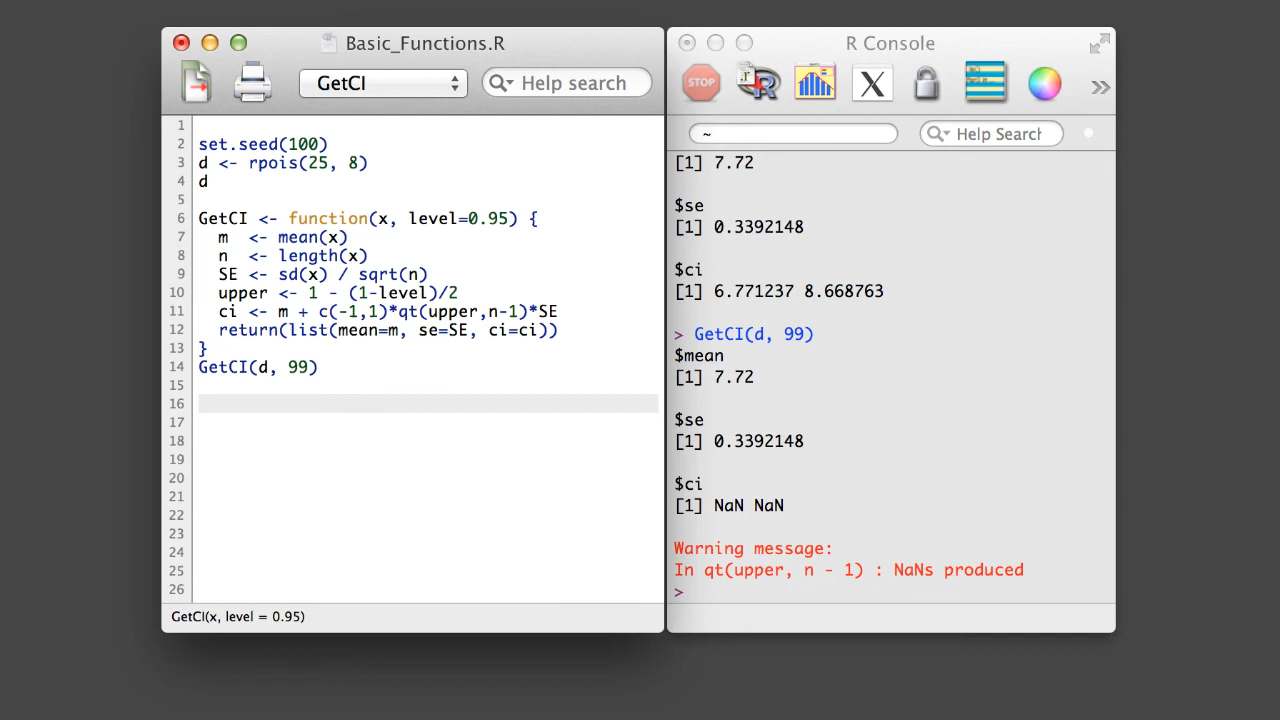 Basic_Functions.R
GetCI
Help search
1
2 set.seed(100)
3 d <- rpois(25, 8)
4 d
5
6 GetCI <- function(x, level=0.95) {
7   m  <- mean(x)
8   n  <- length(x)
9   SE <- sd(x) / sqrt(n)
10   upper <- 1 - (1-level)/2
11   ci <- m + c(-1,1)*qt(upper,n-1)*SE
12   return(list(mean=m, se=SE, ci=ci))
13 }
14 GetCI(d, 99)
15
16
17
18
19
20
21
22
23
24
25
26
GetCI(x, level = 0.95)
R Console
STOP
R
X
»
~
Help Search
[1] 7.72
$se
[1] 0.3392148
$ci
[1] 6.771237 8.668763
> GetCI(d, 99)
$mean
[1] 7.72
$se
[1] 0.3392148
$ci
[1] NaN NaN
Warning message:
In qt(upper, n - 1) : NaNs produced
>